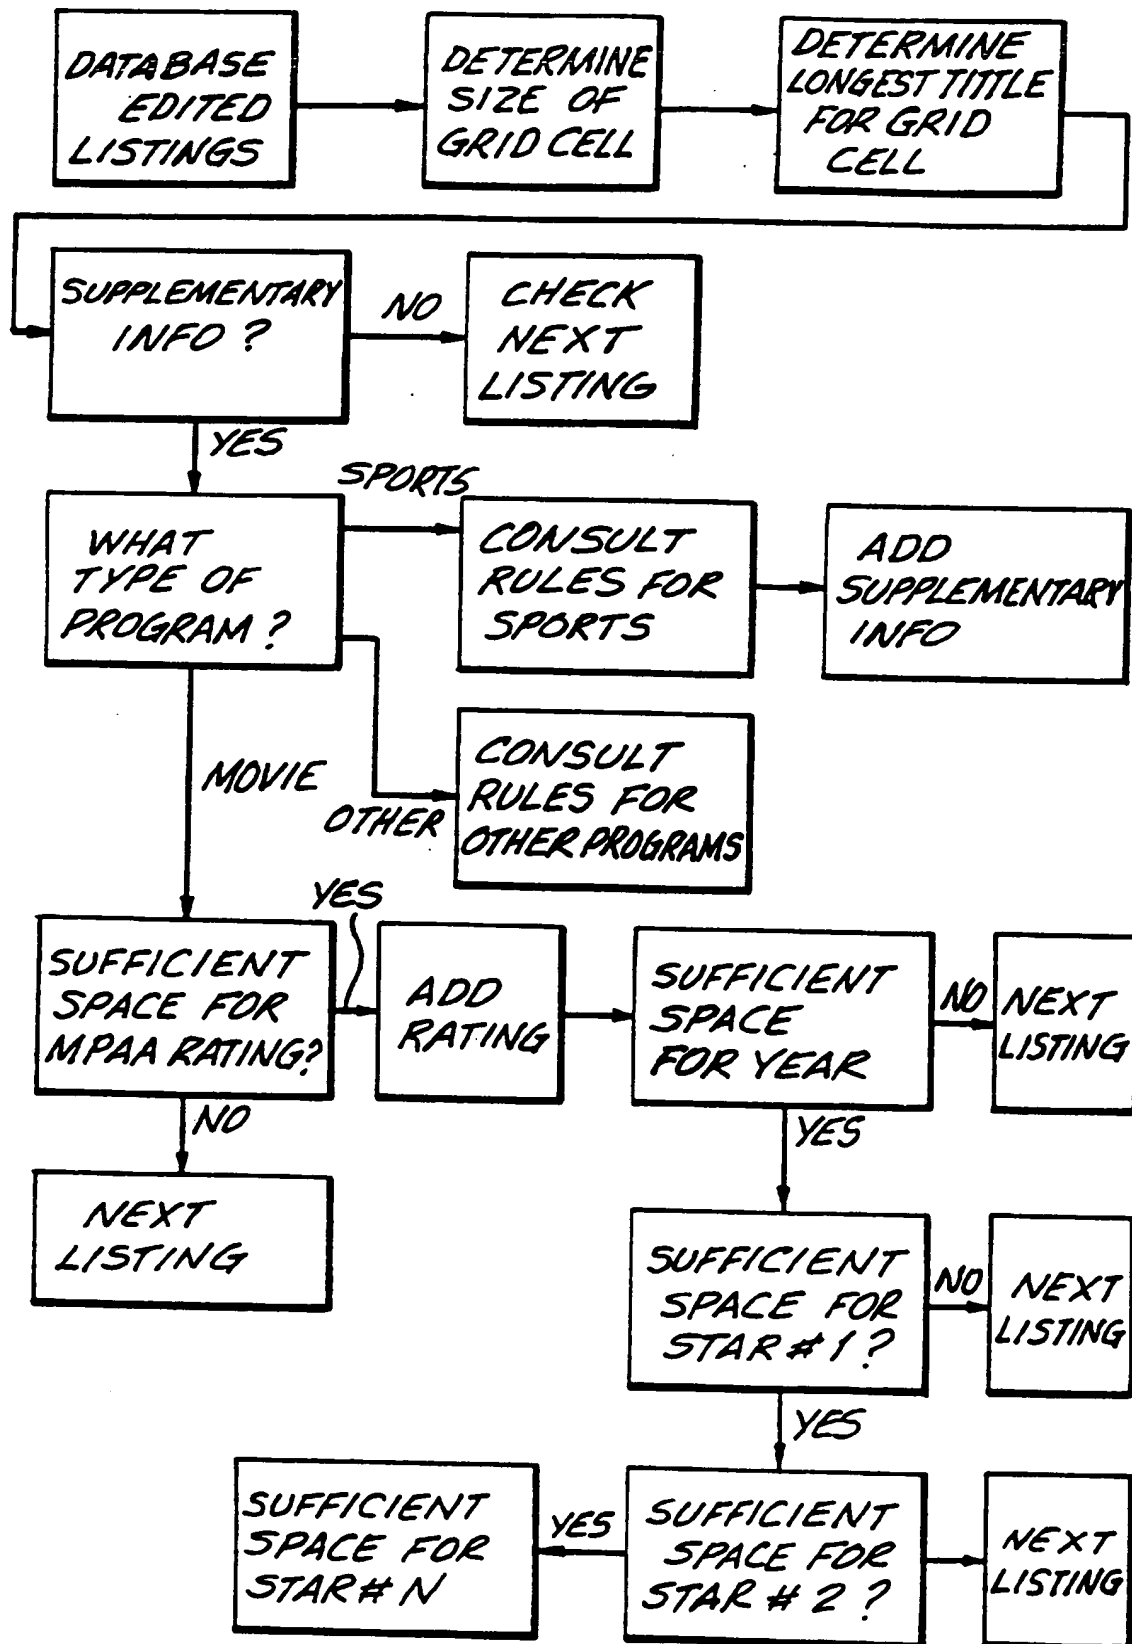 DATABASE
EDITED
LISTINGS
DETERMINE
SIZE OF
GRID CELL
DETERMINE
LONGEST TITTLE
FOR GRID
CELL
SUPPLEMENTARY
INFO ?
NO
CHECK
NEXT
LISTING
YES
WHAT
TYPE OF
PROGRAM ?
SPORTS
CONSULT
RULES FOR
SPORTS
ADD
SUPPLEMENTARY
INFO
MOVIE
OTHER
CONSULT
RULES FOR
OTHER PROGRAMS
SUFFICIENT
SPACE FOR
MPAA RATING?
YES
ADD
RATING
SUFFICIENT
SPACE
FOR YEAR
NO
NEXT
LISTING
NO
NEXT
LISTING
YES
SUFFICIENT
SPACE FOR
STAR # 1 ?
NO
NEXT
LISTING
YES
SUFFICIENT
SPACE FOR
STAR # 2 ?
NEXT
LISTING
YES
SUFFICIENT
SPACE FOR
STAR # N